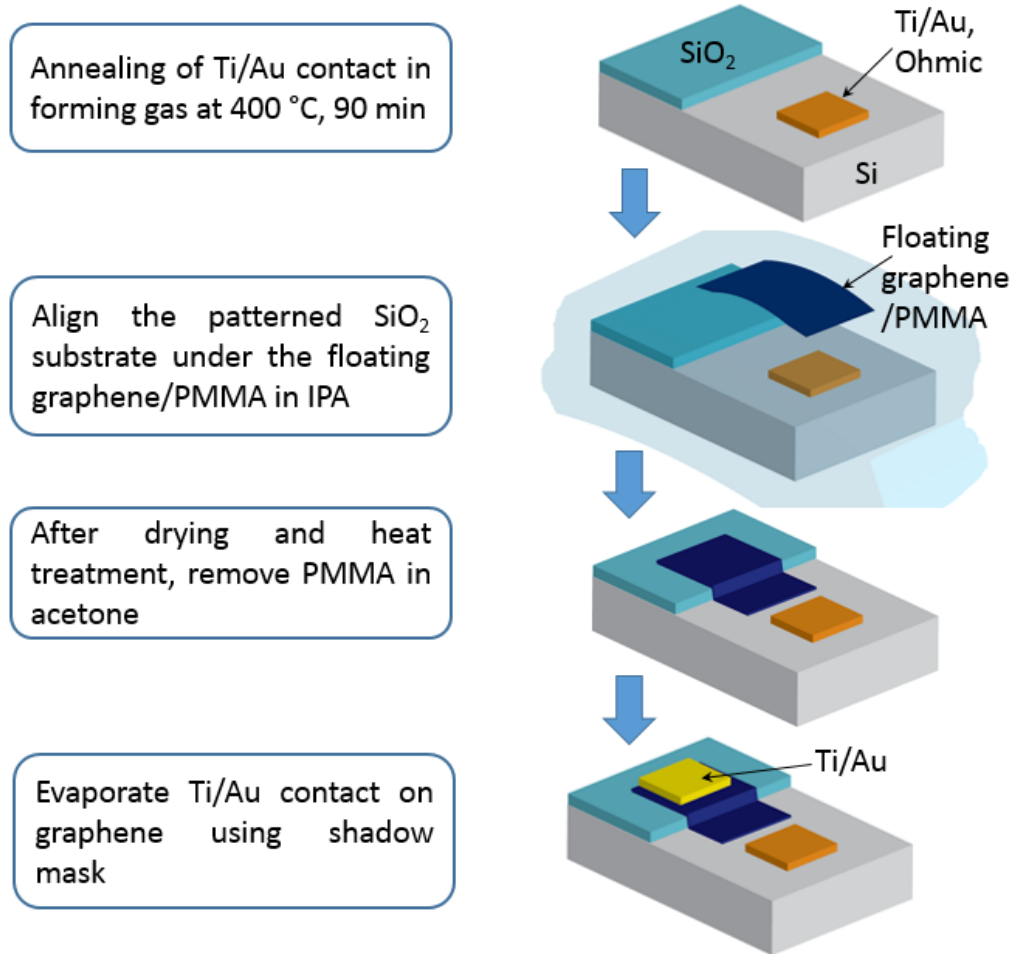 Annealing of Ti/Au contact in
forming gas at 400 °C, 90 min
SiO₂
Ti/Au,
Ohmic
Si
Align the patterned SiO₂
substrate under the floating
graphene/PMMA in IPA
Floating
graphene
/PMMA
After drying and heat
treatment, remove PMMA in
acetone
Evaporate Ti/Au contact on
graphene using shadow
mask
Ti/Au